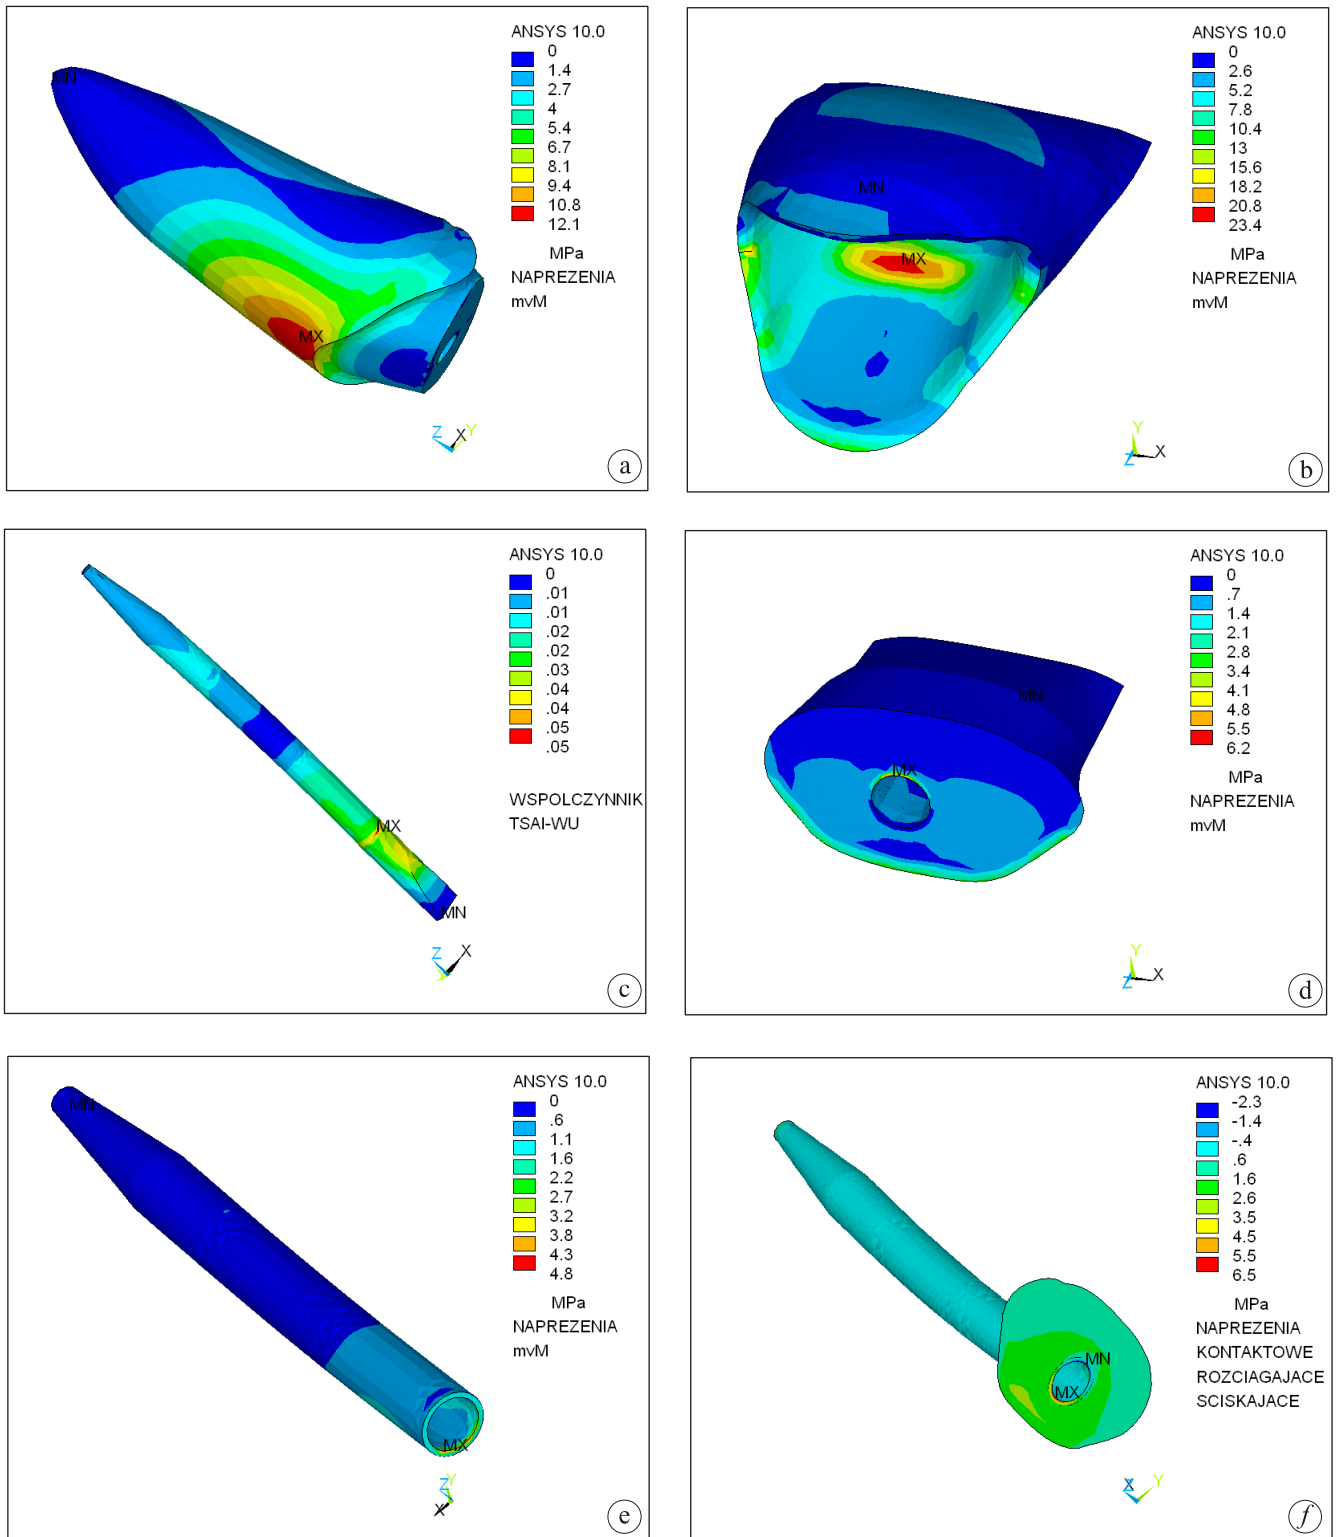 MN
MX
ANSYS 10.0
0
1.4
2.7
4
5.4
6.7
8.1
9.4
10.8
12.1
MPa
NAPREZENIA
mvM
Z X Y
a
MN
MX
ANSYS 10.0
0
2.6
5.2
7.8
10.4
13
15.6
18.2
20.8
23.4
MPa
NAPREZENIA
mvM
Y
Z X
b
MX
MN
ANSYS 10.0
0
.01
.01
.02
.02
.03
.04
.04
.05
.05
WSPOLCZYNNIK
TSAI-WU
Z X
Y
c
MN
MX
ANSYS 10.0
0
.7
1.4
2.1
2.8
3.4
4.1
4.8
5.5
6.2
MPa
NAPREZENIA
mvM
Y
Z X
d
MN
MX
ANSYS 10.0
0
.6
1.1
1.6
2.2
2.7
3.2
3.8
4.3
4.8
MPa
NAPREZENIA
mvM
Z Y
X
e
MN
MX
ANSYS 10.0
-2.3
-1.4
-.4
.6
1.6
2.6
3.5
4.5
5.5
6.5
MPa
NAPREZENIA
KONTAKTOWE
ROZCIAGAJACE
SCISKAJACE
X Y
Z
f